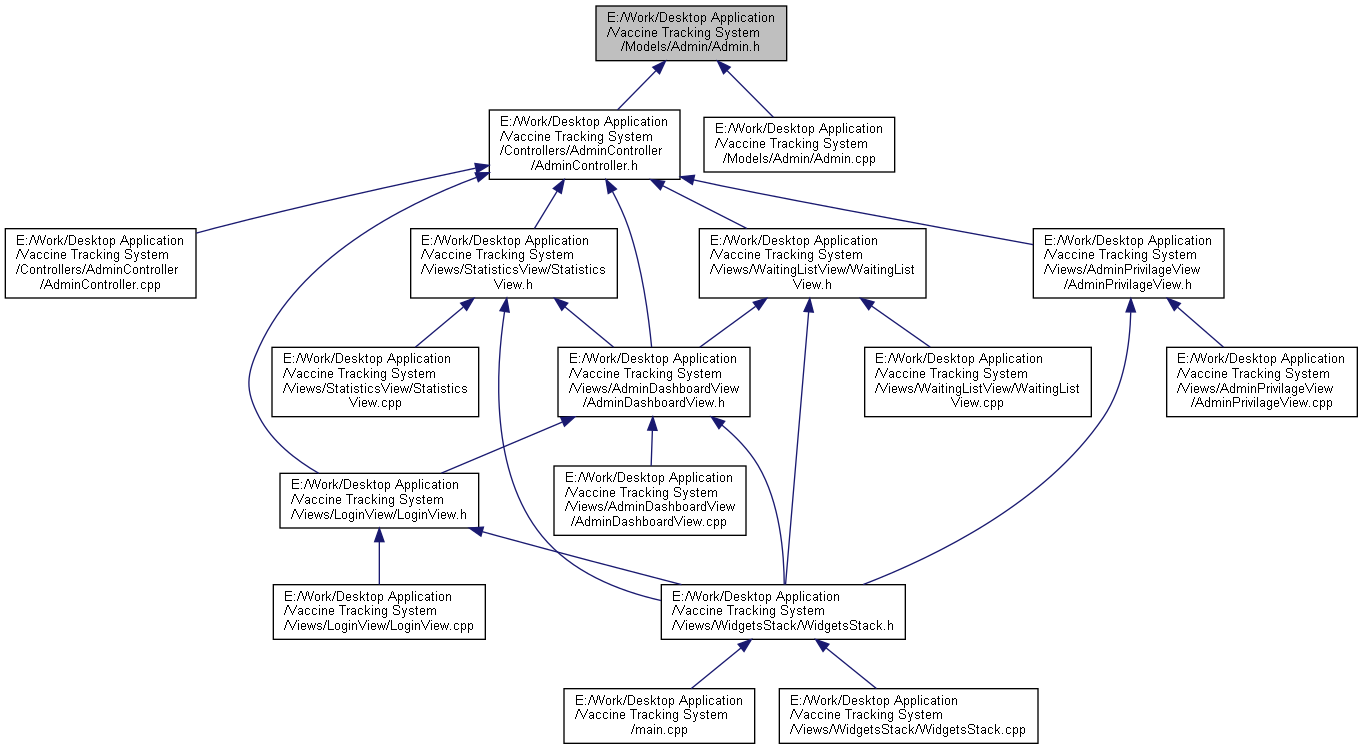 E:/Work/Desktop Application
/Vaccine Tracking System
/Models/Admin/Admin.h
E:/Work/Desktop Application
/Vaccine Tracking System
/Controllers/AdminController
/AdminController.h
E:/Work/Desktop Application
/Vaccine Tracking System
/Models/Admin/Admin.cpp
E:/Work/Desktop Application
/Vaccine Tracking System
/Controllers/AdminController
/AdminController.cpp
E:/Work/Desktop Application
/Vaccine Tracking System
/Views/StatisticsView/Statistics
View.h
E:/Work/Desktop Application
/Vaccine Tracking System
/Views/WaitingListView/WaitingList
View.h
E:/Work/Desktop Application
/Vaccine Tracking System
/Views/AdminPrivilageView
/AdminPrivilageView.h
E:/Work/Desktop Application
/Vaccine Tracking System
/Views/StatisticsView/Statistics
View.cpp
E:/Work/Desktop Application
/Vaccine Tracking System
/Views/AdminDashboardView
/AdminDashboardView.h
E:/Work/Desktop Application
/Vaccine Tracking System
/Views/WaitingListView/WaitingList
View.cpp
E:/Work/Desktop Application
/Vaccine Tracking System
/Views/AdminPrivilageView
/AdminPrivilageView.cpp
E:/Work/Desktop Application
/Vaccine Tracking System
/Views/LoginView/LoginView.h
E:/Work/Desktop Application
/Vaccine Tracking System
/Views/AdminDashboardView
/AdminDashboardView.cpp
E:/Work/Desktop Application
/Vaccine Tracking System
/Views/LoginView/LoginView.cpp
E:/Work/Desktop Application
/Vaccine Tracking System
/Views/WidgetsStack/WidgetsStack.h
E:/Work/Desktop Application
/Vaccine Tracking System
/main.cpp
E:/Work/Desktop Application
/Vaccine Tracking System
/Views/WidgetsStack/WidgetsStack.cpp